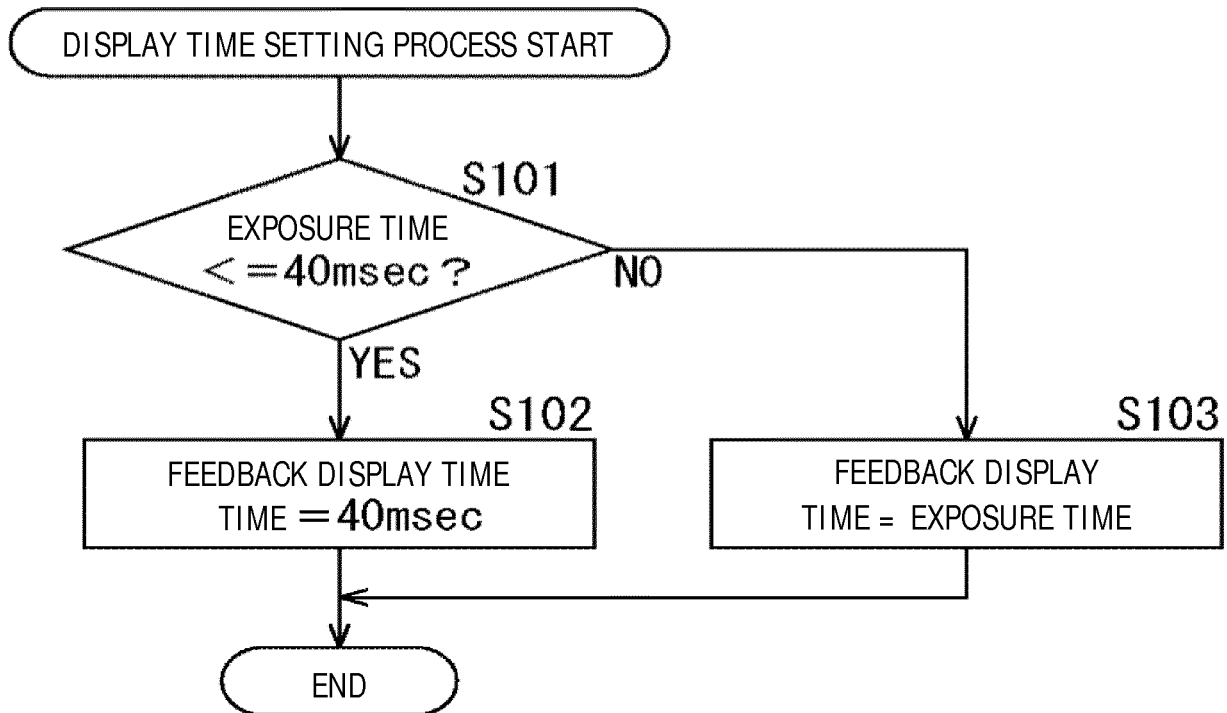 DISPLAY TIME SETTING PROCESS START
S101
EXPOSURE TIME
<=40msec?
NO
YES
S102
FEEDBACK DISPLAY TIME
TIME=40msec
S103
FEEDBACK DISPLAY
TIME = EXPOSURE TIME
END